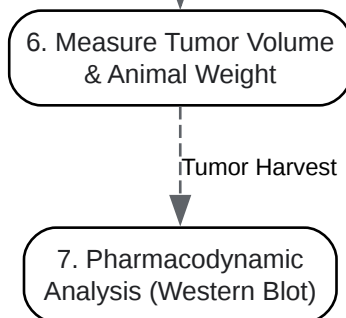 6. Measure Tumor Volume
& Animal Weight
Tumor Harvest
7. Pharmacodynamic
Analysis (Western Blot)